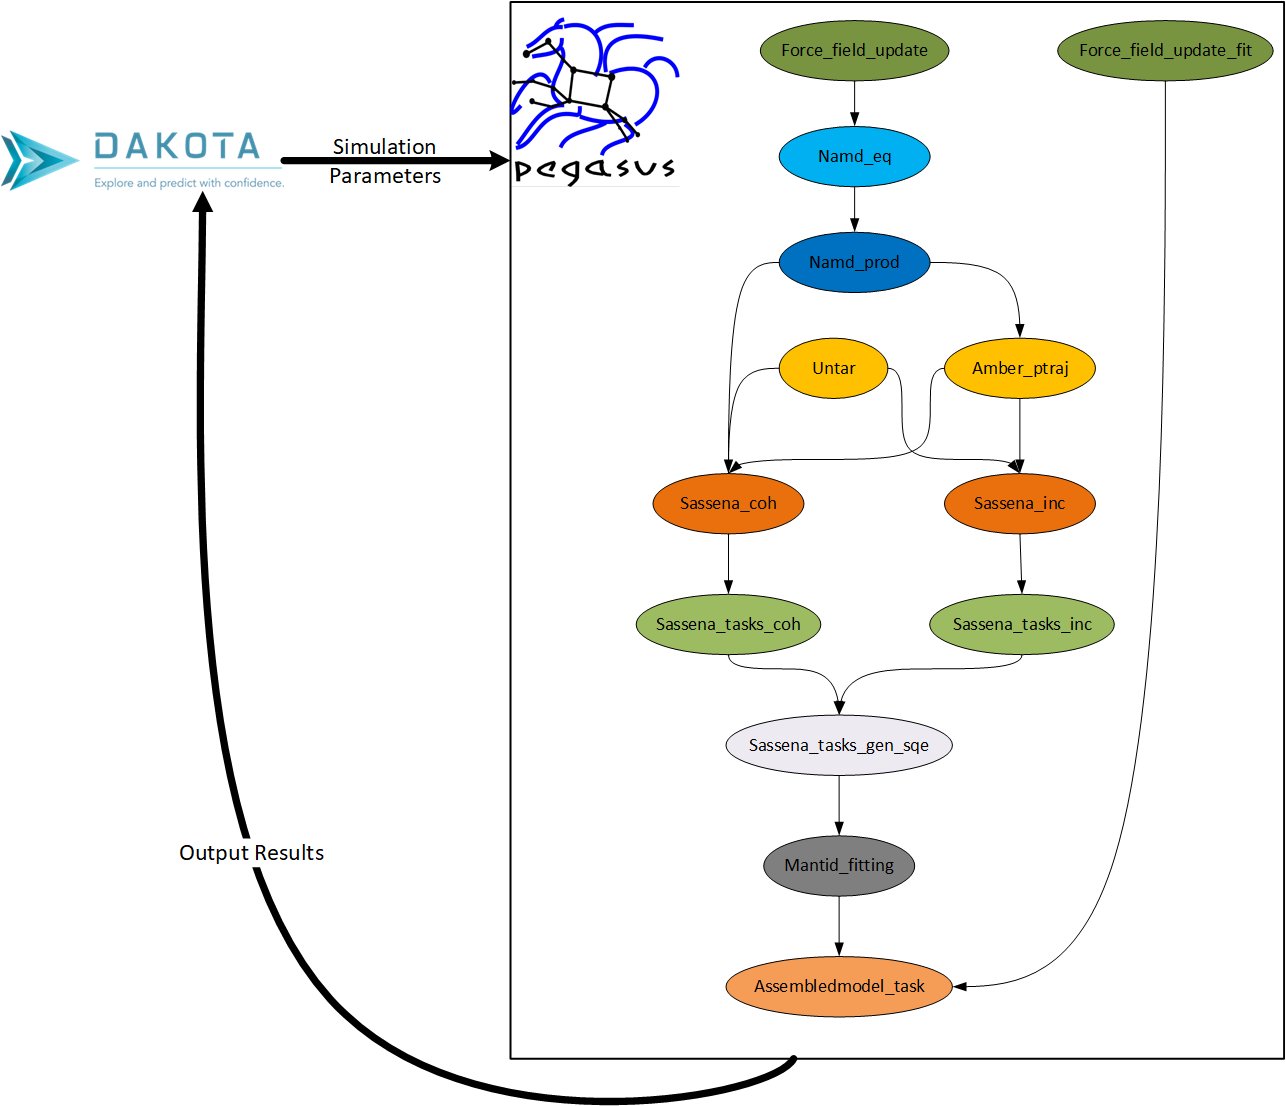 DAKOTA
Explore and predict with confidence.
Simulation
Parameters
pegasus
Force_field_update
Force_field_update_fit
Namd_eq
Namd_prod
Untar
Amber_ptraj
Sassena_coh
Sassena_inc
Sassena_tasks_coh
Sassena_tasks_inc
Sassena_tasks_gen_sqe
Output Results
Mantid_fitting
Assembledmodel_task